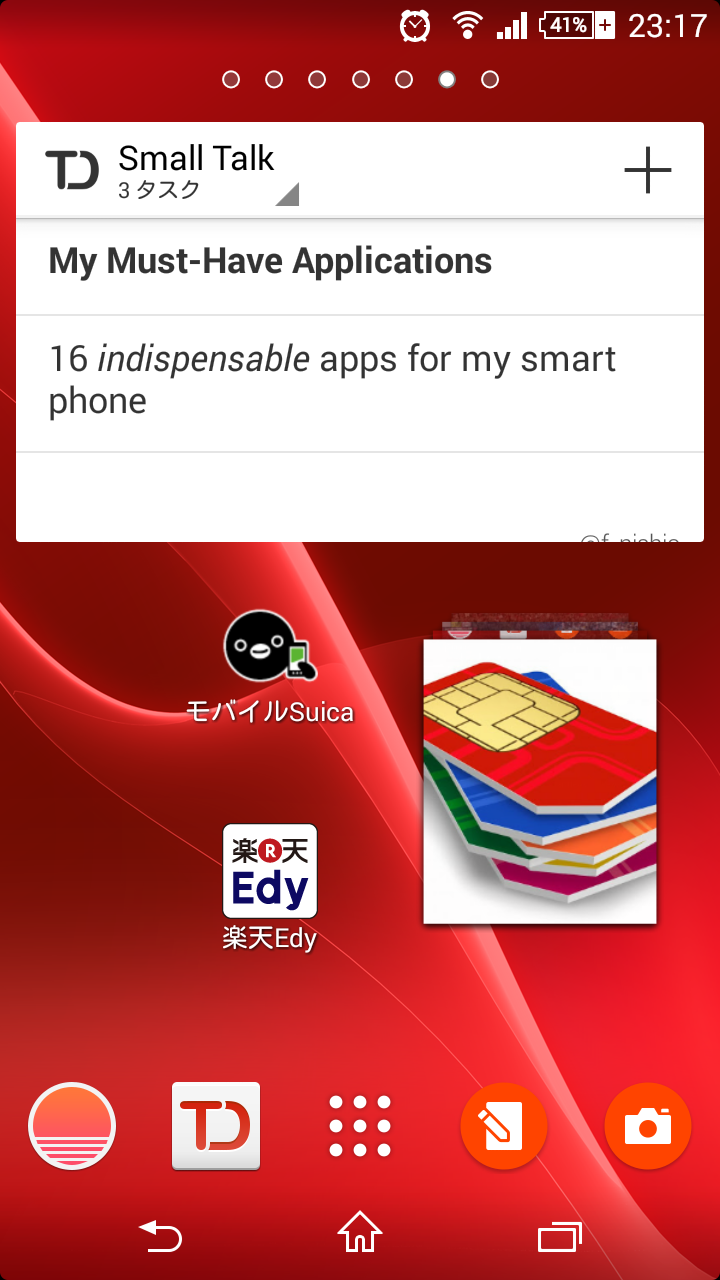 41%
23:17
TD
Small Talk
3 タスク
My Must-Have Applications
16 indispensable apps for my smart
phone
モバイルSuica
楽R天
Edy
楽天Edy
TD